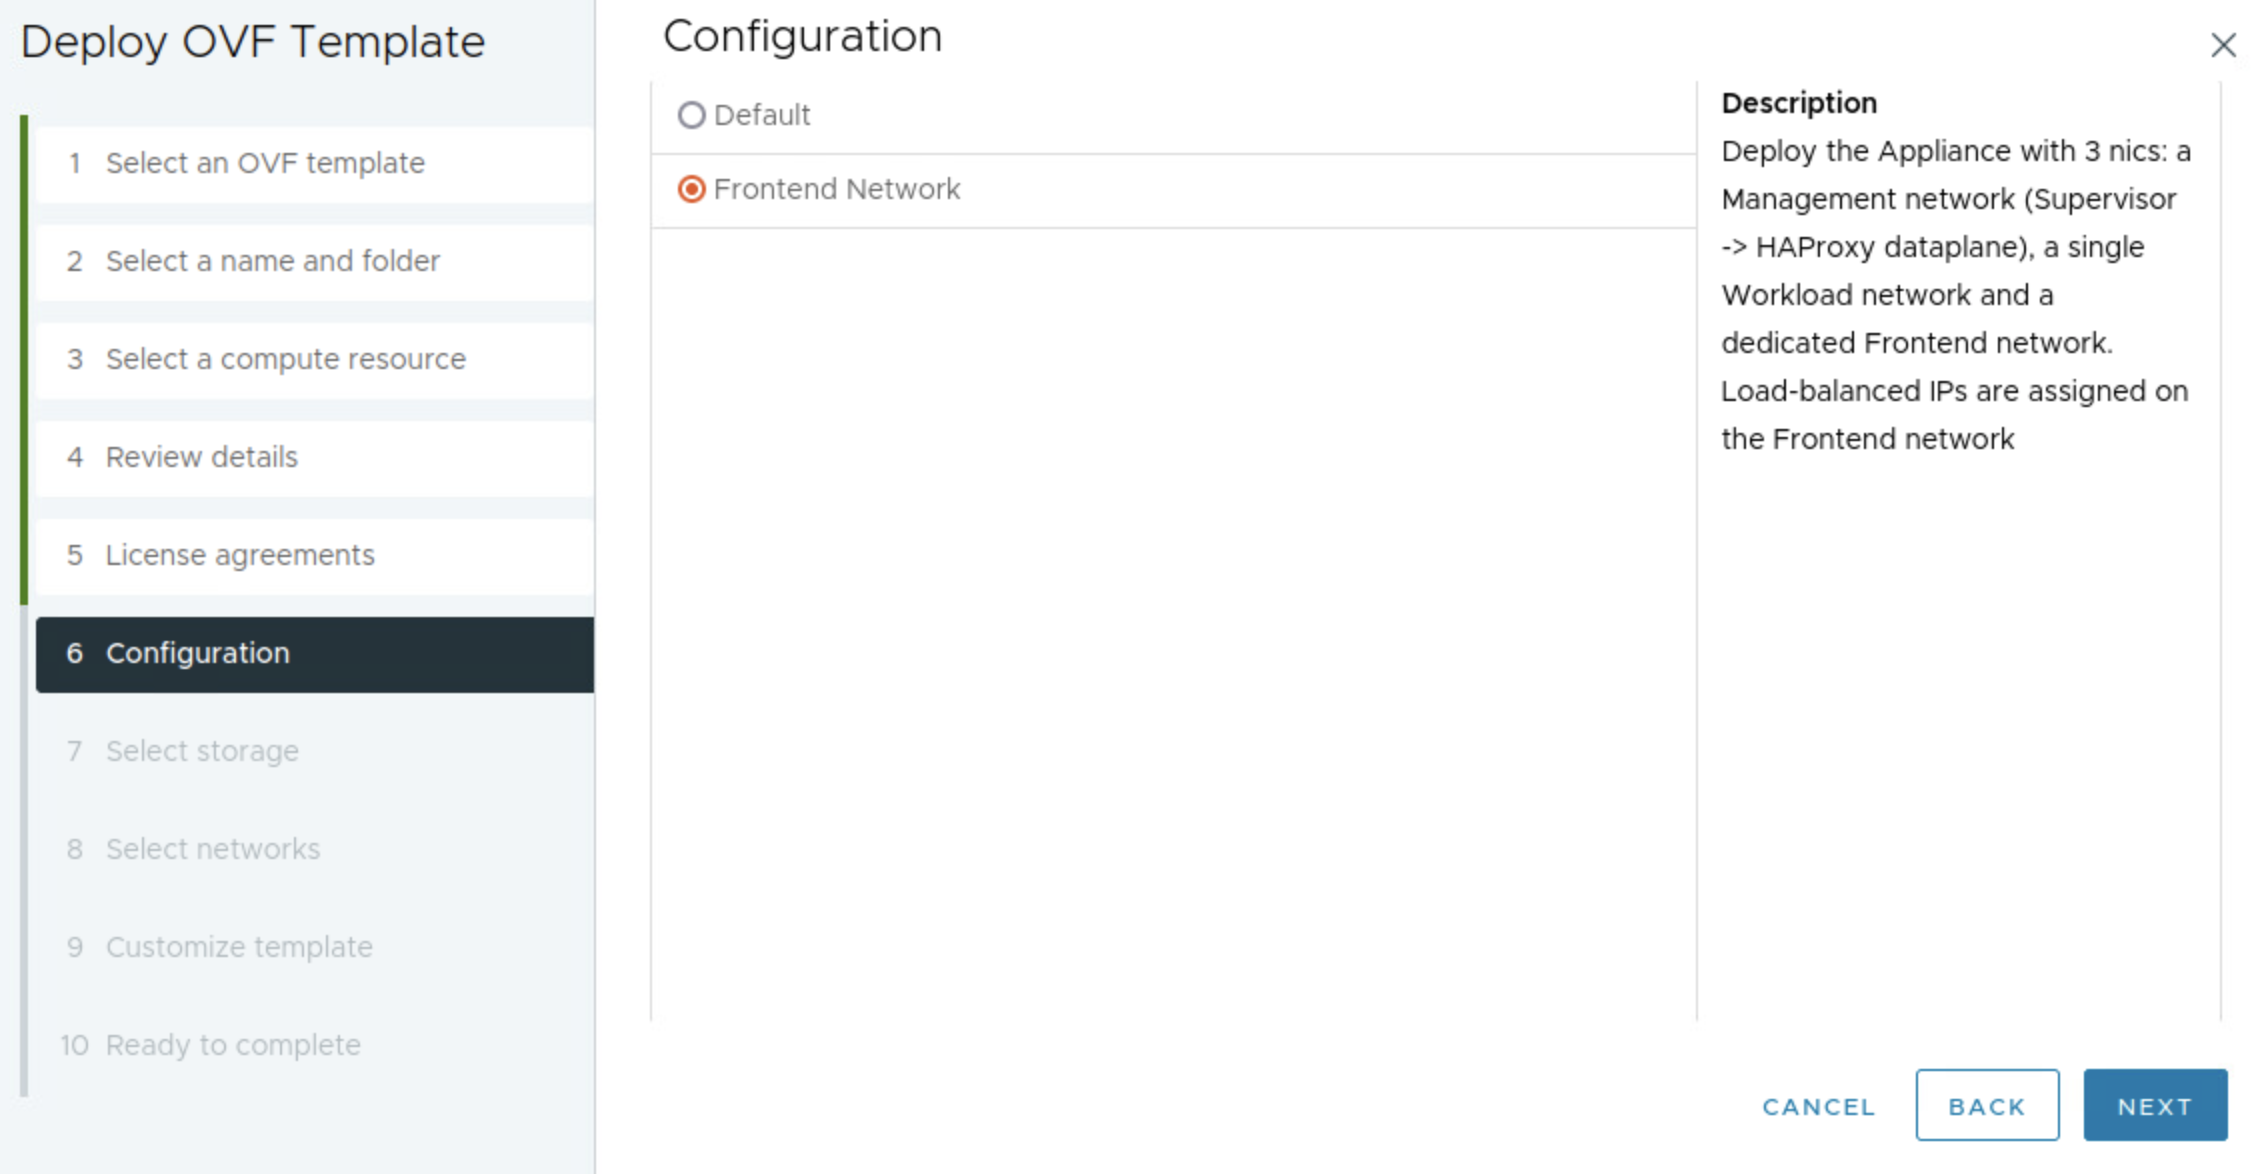 Deploy OVF Template
1 Select an OVF template
2 Select a name and folder
3 Select a compute resource
4 Review details
5 License agreements
6 Configuration
7 Select storage
8 Select networks
9 Customize template
10 Ready to complete
Configuration
Default
Frontend Network
Description
Deploy the Appliance with 3 nics: a
Management network (Supervisor
-> HAProxy dataplane), a single
Workload network and a
dedicated Frontend network.
Load-balanced IPs are assigned on
the Frontend network
CANCEL
BACK
NEXT